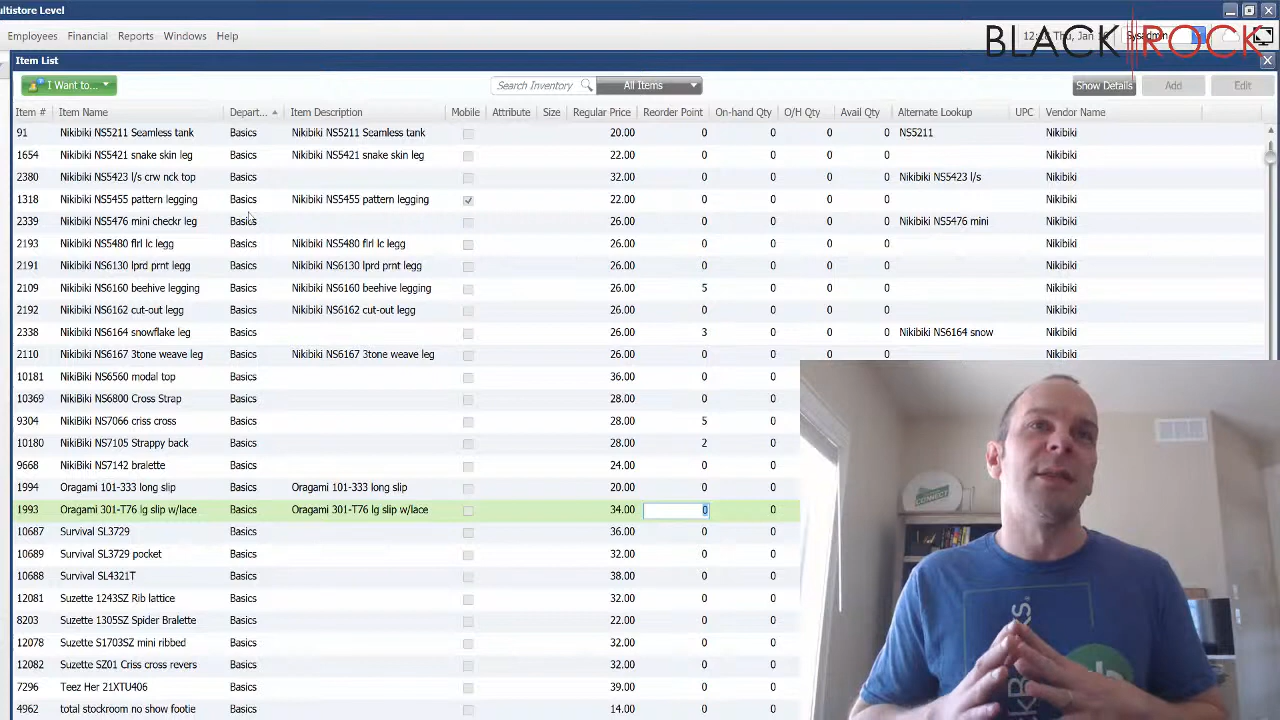 ultistore Level
Employees Financial Reports Windows Help
BLACK ROCK
Item List
I Want to... Search Inventory All Items Show Details Add Edit
Item # Item Name Depart... Item Description Mobile Attribute Size Regular Price Reorder Point On-hand Qty O/H Qty Avail Qty Alternate Lookup UPC Vendor Name
91 Nikibiki NS5211 Seamless tank Basics Nikibiki NS5211 Seamless tank 20.00 0 0 0 0 NS5211 Nikibiki
1654 Nikibiki NS5421 snake skin leg Basics Nikibiki NS5421 snake skin leg 22.00 0 0 0 0 Nikibiki
2380 Nikibiki NS5423 l/s crw nck top Basics 32.00 0 0 0 0 Nikibiki NS5423 l/s Nikibiki
1318 Nikibiki NS5455 pattern legging Basics Nikibiki NS5455 pattern legging 22.00 0 0 0 0 Nikibiki
2339 Nikibiki NS5476 mini checkr leg Basics 26.00 0 0 0 0 Nikibiki NS5476 mini Nikibiki
2193 Nikibiki NS5480 flrl lc legg Basics Nikibiki NS5480 flrl lc legg 26.00 0 0 0 0 Nikibiki
2191 Nikibiki NS6130 lprd prnt legg Basics Nikibiki NS6130 lprd prnt legg 26.00 0 0 0 0 Nikibiki
2109 Nikibiki NS6160 beehive legging Basics Nikibiki NS6160 beehive legging 26.00 5 0 0 0 Nikibiki
2192 Nikibiki NS6162 cut-out legg Basics Nikibiki NS6162 cut-out legg 26.00 0 0 0 0 Nikibiki
2338 Nikibiki NS6164 snowflake leg Basics 26.00 3 0 0 0 Nikibiki NS6164 snow Nikibiki
2110 Nikibiki NS6167 3tone weave leg Basics Nikibiki NS6167 3tone weave leg 26.00 0 0 0 0 Nikibiki
10181 NikiBiki NS6560 modal top Basics 36.00 0 0
10369 NikiBiki NS6800 Cross Strap Basics 28.00 0 0
9304 NikiBiki NS7066 criss cross Basics 28.00 5 0
10180 NikiBiki NS7105 Strappy back Basics 28.00 2 0
9668 NikiBiki NS7142 bralette Basics 24.00 0 0
1994 Oragami 101-333 long slip Basics Oragami 101-333 long slip 20.00 0 0
1993 Oragami 301-T76 lg slip w/lace Basics Oragami 301-T76 lg slip w/lace 34.00 0 0
10687 Survival SL3729 Basics 36.00 0 0
10689 Survival SL3729 pocket Basics 32.00 0 0
10688 Survival SL4321T Basics 38.00 0 0
12081 Suzette 1243SZ Rib lattice Basics 32.00 0 0
8203 Suzette 1305SZ Spider Bralette Basics 22.00 0 0
12078 Suzette S1703SZ mini ribbed Basics 32.00 0 0
12082 Suzette SZ01 Criss cross revers Basics 32.00 0 0
7296 Teez Her 21XTU406 Basics 39.00 0 0
4962 total stockroom no show footie Basics 14.00 0 0
CONNECT